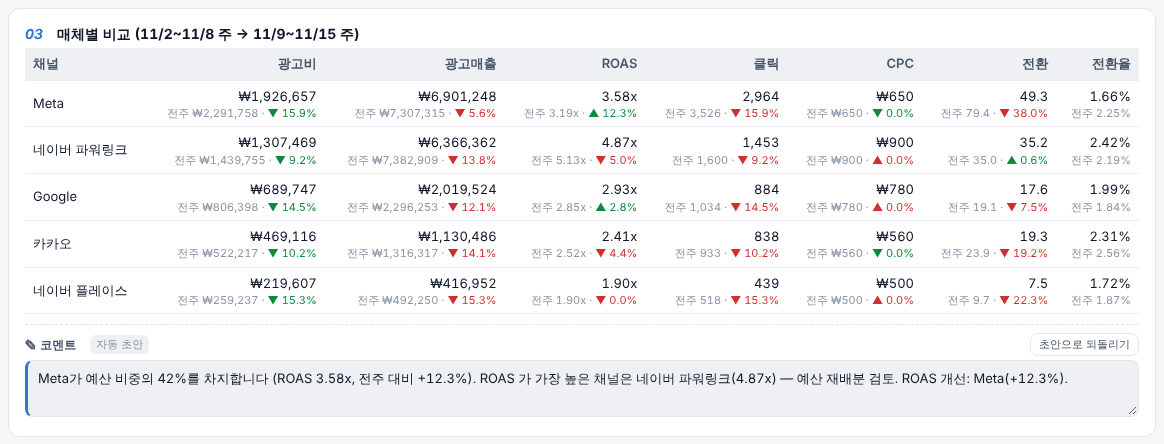 03 매체별 비교 (11/2~11/8 주 → 11/9~11/15 주)
채널 광고비 광고매출 ROAS 클릭 CPC 전환 전환율
Meta ₩1,926,657 ₩6,901,248 3.58x 2,964 ₩650 49.3 1.66%
전주 ₩2,291,758 · ▼ 15.9% 전주 ₩7,307,315 · ▼ 5.6% 전주 3.19x · ▲ 12.3% 전주 3,526 · ▼ 15.9% 전주 ₩650 · ▼ 0.0% 전주 79.4 · ▼ 38.0% 전주 2.25%
네이버 파워링크 ₩1,307,469 ₩6,366,362 4.87x 1,453 ₩900 35.2 2.42%
전주 ₩1,439,755 · ▼ 9.2% 전주 ₩7,382,909 · ▼ 13.8% 전주 5.13x · ▼ 5.0% 전주 1,600 · ▼ 9.2% 전주 ₩900 · ▲ 0.0% 전주 35.0 · ▲ 0.6% 전주 2.19%
Google ₩689,747 ₩2,019,524 2.93x 884 ₩780 17.6 1.99%
전주 ₩806,398 · ▼ 14.5% 전주 ₩2,296,253 · ▼ 12.1% 전주 2.85x · ▲ 2.8% 전주 1,034 · ▼ 14.5% 전주 ₩780 · ▲ 0.0% 전주 19.1 · ▼ 7.5% 전주 1.84%
카카오 ₩469,116 ₩1,130,486 2.41x 838 ₩560 19.3 2.31%
전주 ₩522,217 · ▼ 10.2% 전주 ₩1,316,317 · ▼ 14.1% 전주 2.52x · ▼ 4.4% 전주 933 · ▼ 10.2% 전주 ₩560 · ▼ 0.0% 전주 23.9 · ▼ 19.2% 전주 2.56%
네이버 플레이스 ₩219,607 ₩416,952 1.90x 439 ₩500 7.5 1.72%
전주 ₩259,237 · ▼ 15.3% 전주 ₩492,250 · ▼ 15.3% 전주 1.90x · ▼ 0.0% 전주 518 · ▼ 15.3% 전주 ₩500 · ▲ 0.0% 전주 9.7 · ▼ 22.3% 전주 1.87%
✎ 코멘트 자동 초안 초안으로 되돌리기
Meta가 예산 비중의 42%를 차지합니다 (ROAS 3.58x, 전주 대비 +12.3%). ROAS 가 가장 높은 채널은 네이버 파워링크(4.87x) — 예산 재배분 검토. ROAS 개선: Meta(+12.3%).